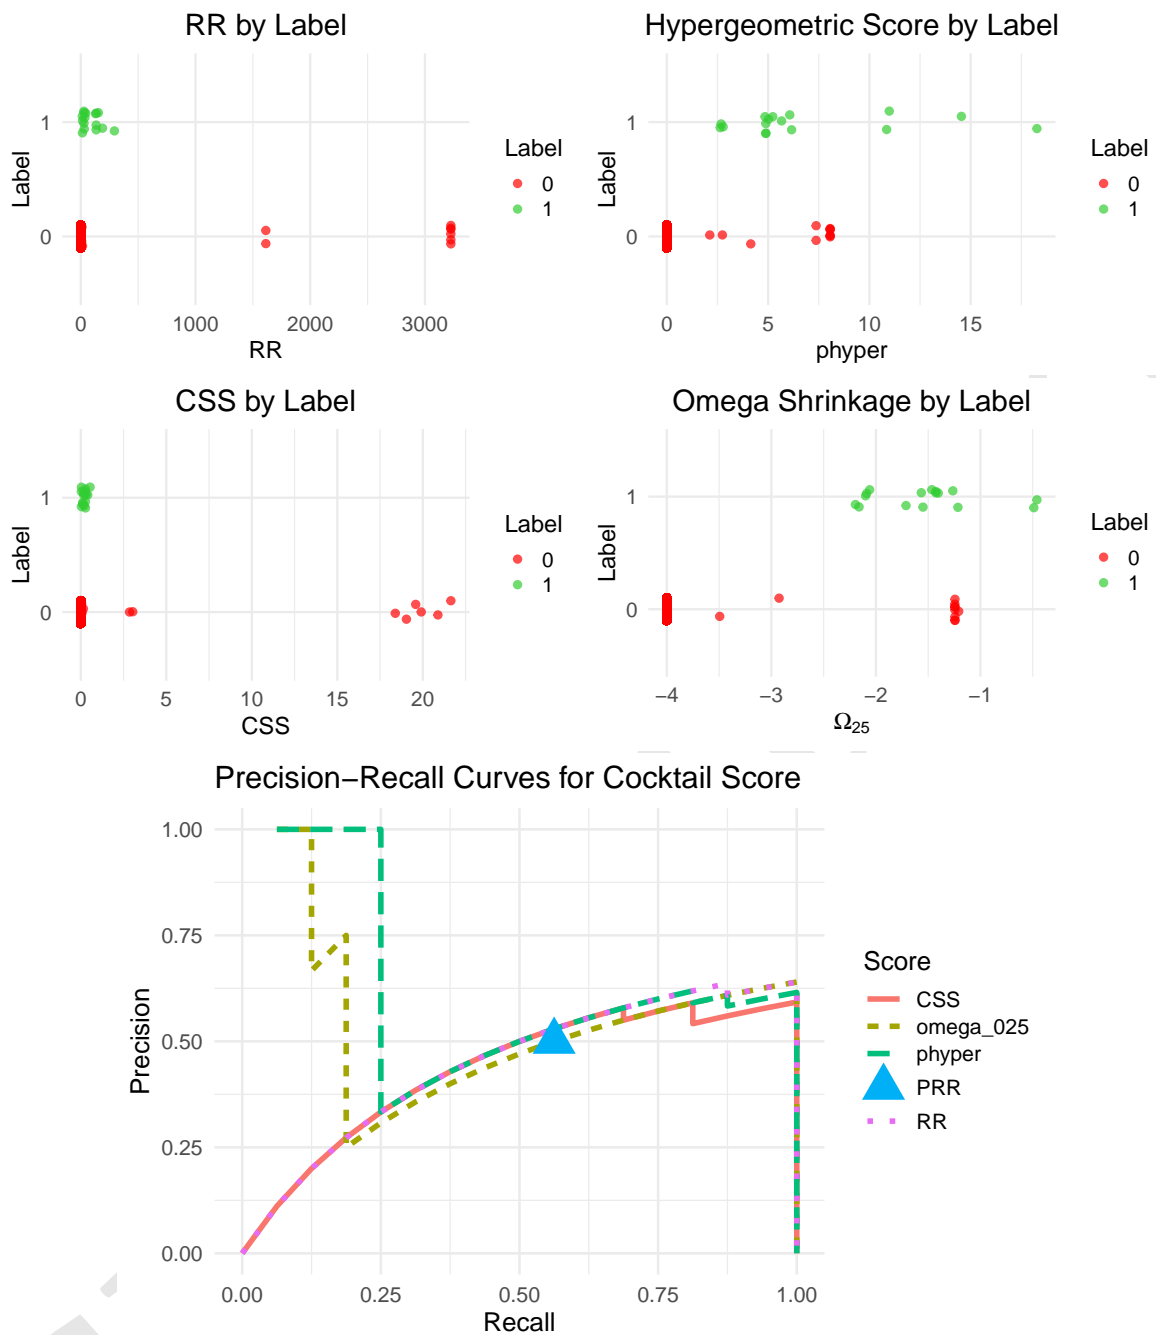 RR by Label
Label
1
0
0
1000
2000
3000
RR
Label
0
1
Hypergeometric Score by Label
Label
1
0
0
5
10
15
phyper
Label
0
1
CSS by Label
Label
1
0
0
5
10
15
20
CSS
Label
0
1
Omega Shrinkage by Label
Label
1
0
−4
−3
−2
−1
Ω25
Label
0
1
Precision−Recall Curves for Cocktail Score
Precision
1.00
0.75
0.50
0.25
0.00
0.00
0.25
0.50
0.75
1.00
Recall
Score
CSS
omega_025
phyper
PRR
RR